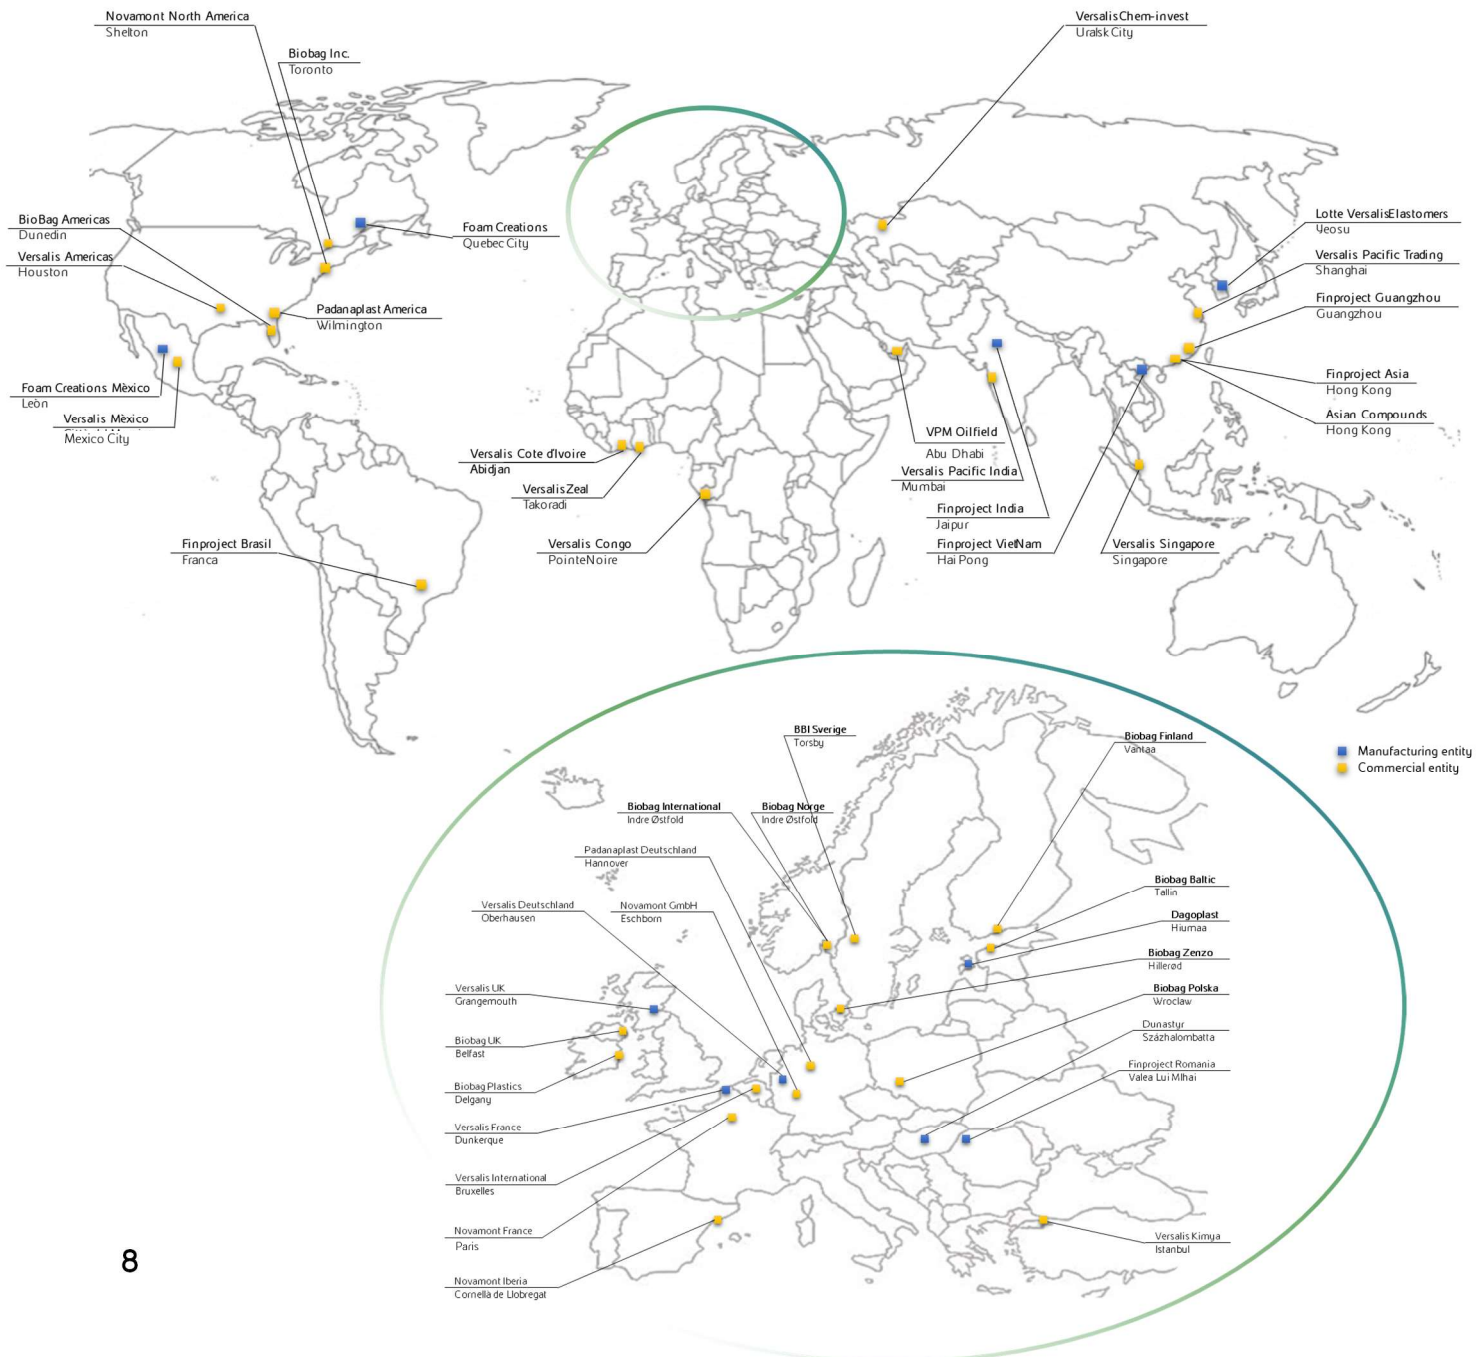 Novamont North America
Shelton
Biobag Inc.
Toronto
VersalisChem-invest
Uralsk City
BioBag Americas
Dunedin
Versalis Americas
Houston
Foam Creations
Quebec City
Padanaplast America
Wilmington
Foam Creations Mèxico
Leòn
Versalis Mèxico
Mexico City
Lotte VersalisElastomers
Yeosu
Versalis Pacific Trading
Shanghai
Finproject Guangzhou
Guangzhou
Finproject Asia
Hong Kong
Asian Compounds
Hong Kong
Versalis Cote d'Ivoire
Abidjan
VersalisZeal
Takoradi
Versalis Congo
PointeNoire
VPM Oilfield
Abu Dhabi
Versalis Pacific India
Mumbai
Finproject India
Jaipur
Finproject VietNam
Hai Pong
Versalis Singapore
Singapore
Finproject Brasil
Franca
Manufacturing entity
Commercial entity
BBI Sverige
Torsby
Biobag Finland
Vantaa
Biobag International
Indre Østfold
Biobag Norge
Indre Østfold
Padanaplast Deutschland
Hannover
Versalis Deutschland
Oberhausen
Novamont GmbH
Eschborn
Biobag Baltic
Tallin
Dagoplast
Hiumaa
Biobag Zenzo
Hillerød
Biobag Polska
Wroclaw
Dunastyr
Százhalombatta
Finproject Romania
Valea Lui MIhai
Versalis UK
Grangemouth
Biobag UK
Belfast
Biobag Plastics
Delgany
Versalis France
Dunkerque
Versalis International
Bruxelles
Novamont France
Paris
Novamont Iberia
Cornellà de Llobregat
Versalis Kimya
Istanbul
8